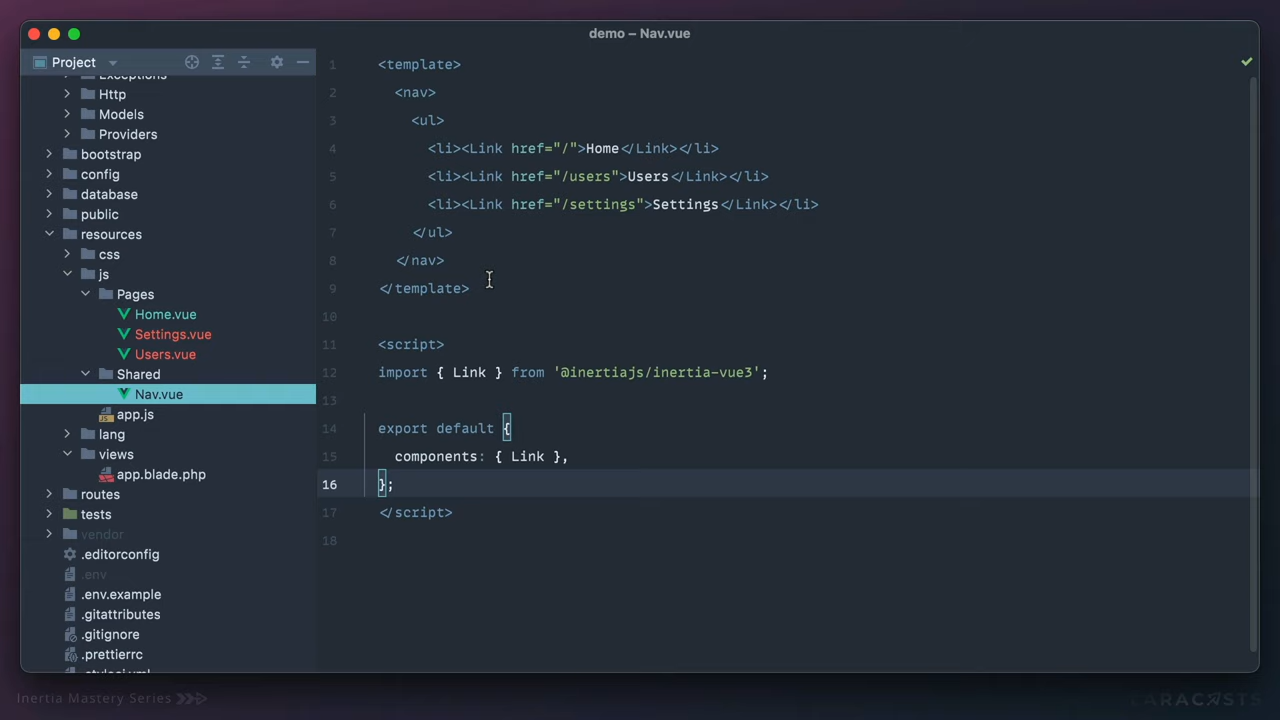 demo – Nav.vue
Project
Exceptions
Http
Models
Providers
bootstrap
config
database
public
resources
css
js
Pages
Home.vue
Settings.vue
Users.vue
Shared
Nav.vue
app.js
lang
views
app.blade.php
routes
tests
vendor
.editorconfig
.env
.env.example
.gitattributes
.gitignore
.prettierrc
.styleci.yml
1 <template>
2 <nav>
3 <ul>
4 <li><Link href="/">Home</Link></li>
5 <li><Link href="/users">Users</Link></li>
6 <li><Link href="/settings">Settings</Link></li>
7 </ul>
8 </nav>
9 </template>
10
11 <script>
12 import { Link } from '@inertiajs/inertia-vue3';
13
14 export default {
15 components: { Link },
16 };
17 </script>
18
Inertia Mastery Series
LARACASTS